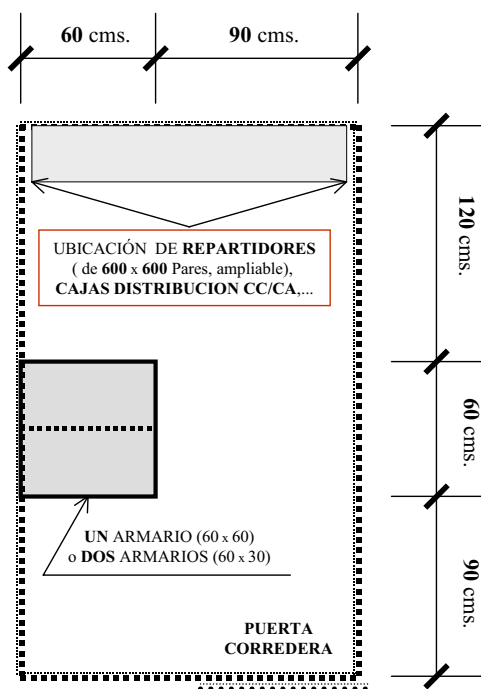 60 cms.
90 cms.
120 cms.
UBICACIÓN DE REPARTIDORES
( de 600 x 600 Pares, ampliable),
CAJAS DISTRIBUCION CC/CA,...
60
cms.
UN ARMARIO (60 x 60)
o DOS ARMARIOS (60 x 30)
90
cms.
PUERTA
CORREDERA